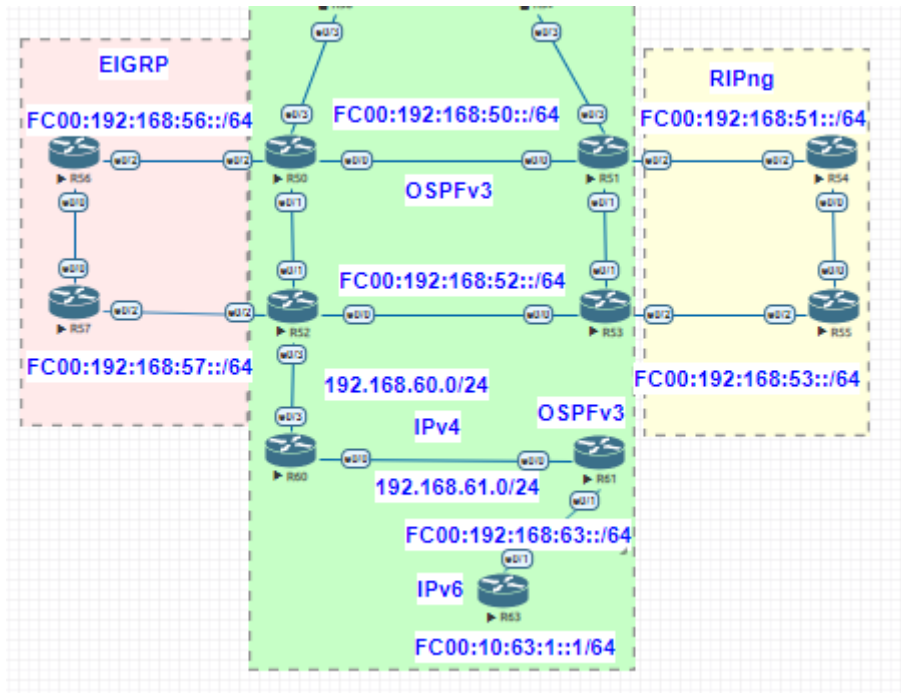 EIGRP
RIPng
FC00:192:168:56::/64
FC00:192:168:50::/64
FC00:192:168:51::/64
e0/3
e0/3
e0/3
e0/3
e0/2
e0/2
e0/0
e0/0
e0/2
e0/2
R56
R50
R51
R54
OSPFv3
e0/0
e0/1
e0/1
e0/0
e0/0
e0/1
e0/1
e0/0
FC00:192:168:52::/64
e0/2
e0/2
e0/0
e0/0
e0/2
e0/2
R57
R52
R53
R55
e0/3
FC00:192:168:57::/64
192.168.60.0/24
FC00:192:168:53::/64
e0/3
IPv4
OSPFv3
e0/0
e0/0
R60
R61
192.168.61.0/24
e0/1
FC00:192:168:63::/64
e0/1
IPv6
R63
FC00:10:63:1::1/64